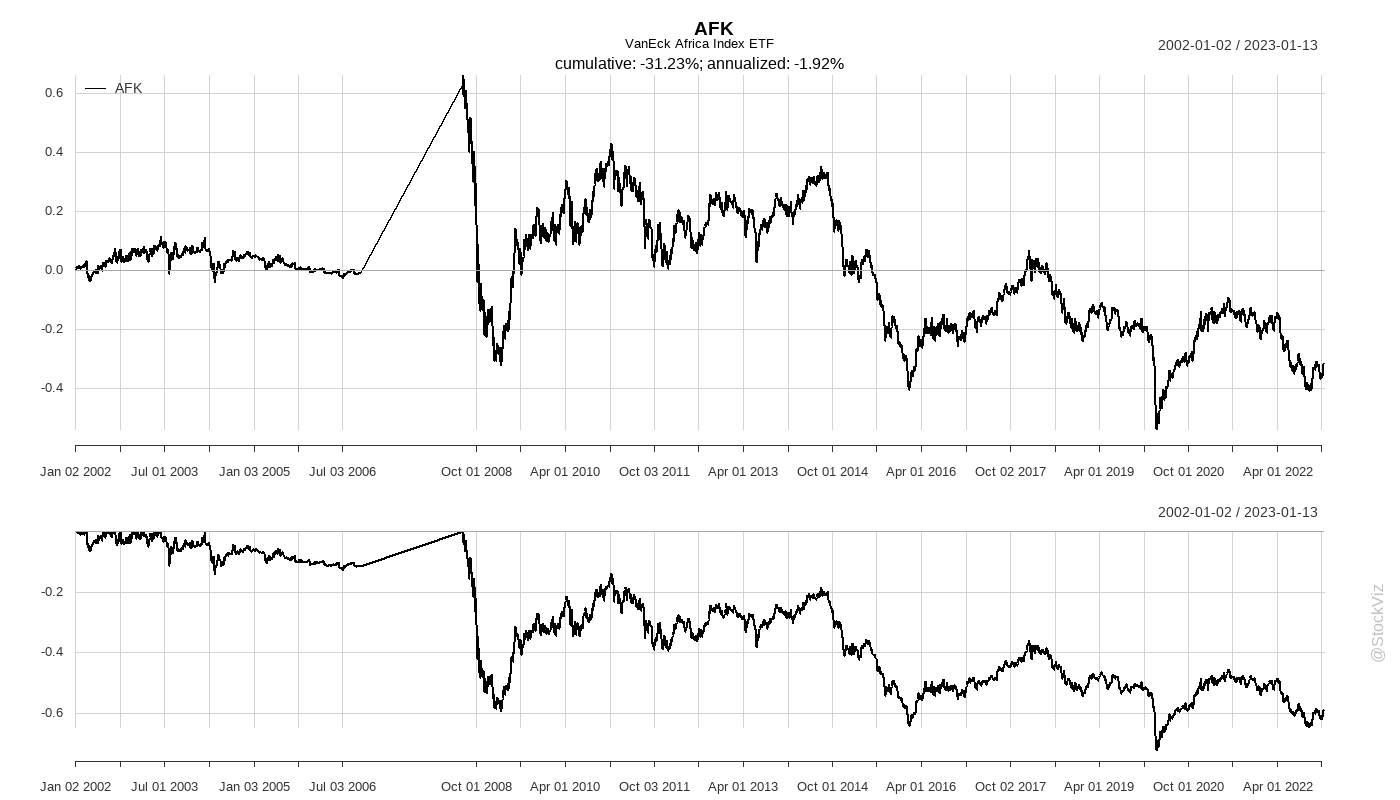 AFK
VanEck Africa Index ETF
2002-01-02 / 2023-01-13
cumulative: -31.23%; annualized: -1.92%
AFK
0.6
0.4
0.2
0.0
-0.2
-0.4
Jan 02 2002 Jul 01 2003 Jan 03 2005 Jul 03 2006 Oct 01 2008 Apr 01 2010 Oct 03 2011 Apr 01 2013 Oct 01 2014 Apr 01 2016 Oct 02 2017 Apr 01 2019 Oct 01 2020 Apr 01 2022
2002-01-02 / 2023-01-13
-0.2
-0.4
-0.6
Jan 02 2002 Jul 01 2003 Jan 03 2005 Jul 03 2006 Oct 01 2008 Apr 01 2010 Oct 03 2011 Apr 01 2013 Oct 01 2014 Apr 01 2016 Oct 02 2017 Apr 01 2019 Oct 01 2020 Apr 01 2022
@StockViz